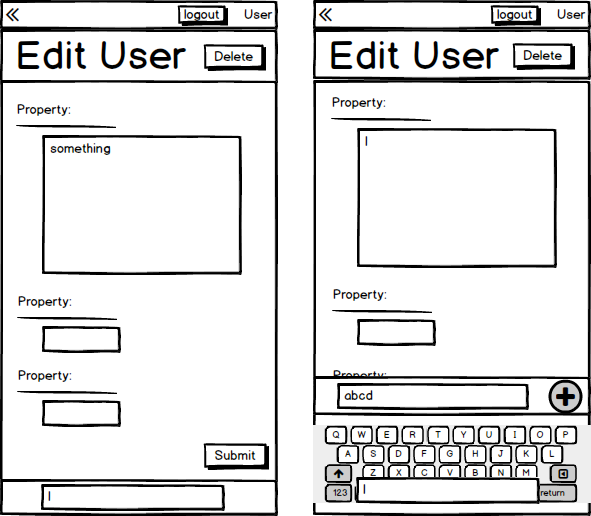 logout User
Edit User Delete
Property:
something
Property:
Property:
Submit
logout User
Edit User Delete
Property:
Property:
Property:
abcd
Q W E R T Y U I O P
A S D F G H J K L
Z X C V B N M
123 return